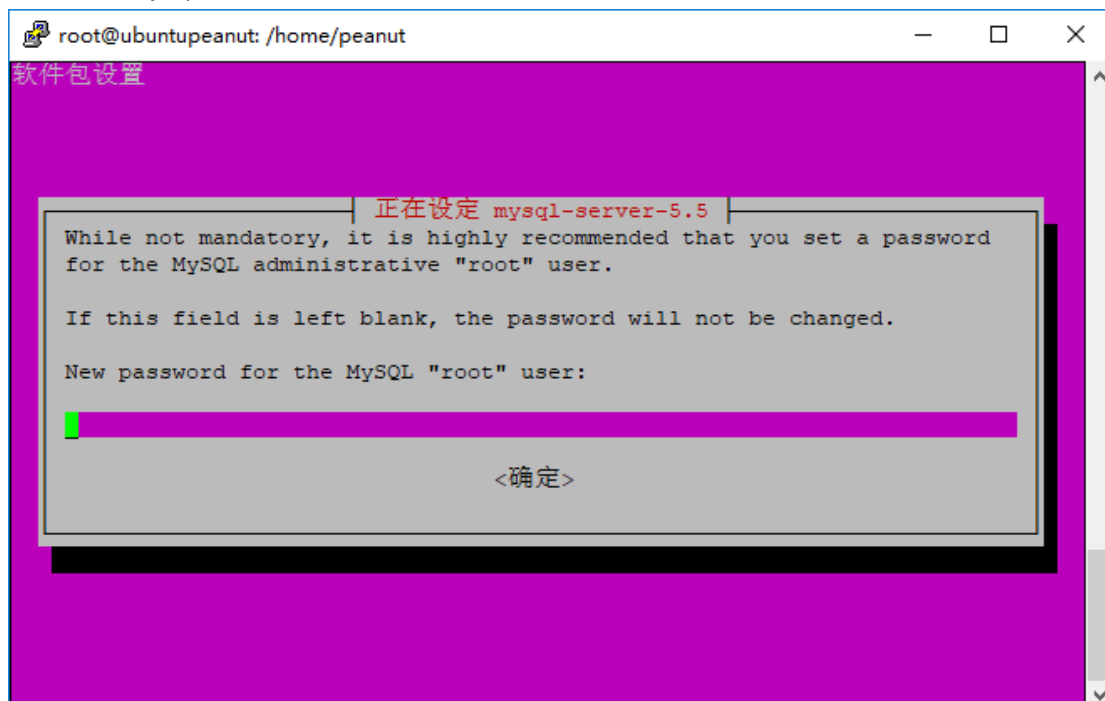 root@ubuntupeanut: /home/peanut
软件包设置
正在设定 mysql-server-5.5
While not mandatory, it is highly recommended that you set a password
for the MySQL administrative "root" user.
If this field is left blank, the password will not be changed.
New password for the MySQL "root" user:
<确定>